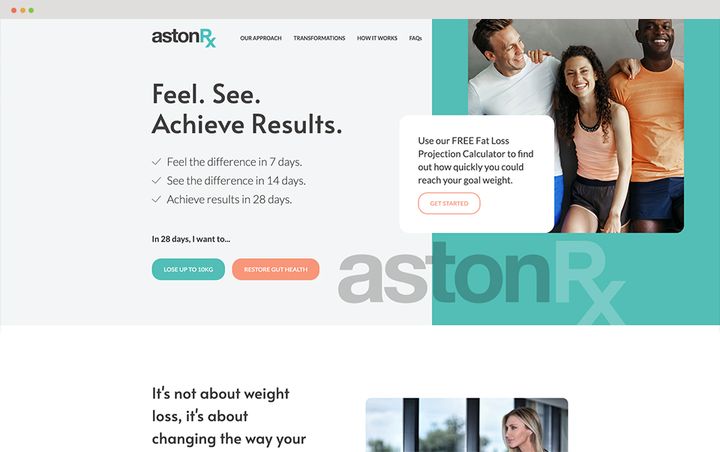 astonRx
OUR APPROACH TRANSFORMATIONS HOW IT WORKS FAQs
Feel. See.
Achieve Results.
Feel the difference in 7 days.
See the difference in 14 days.
Achieve results in 28 days.
In 28 days, I want to...
LOSE UP TO 10KG RESTORE GUT HEALTH
Use our FREE Fat Loss
Projection Calculator to find
out how quickly you could
reach your goal weight.
GET STARTED
astonRx
It's not about weight
loss, it's about
changing the way your